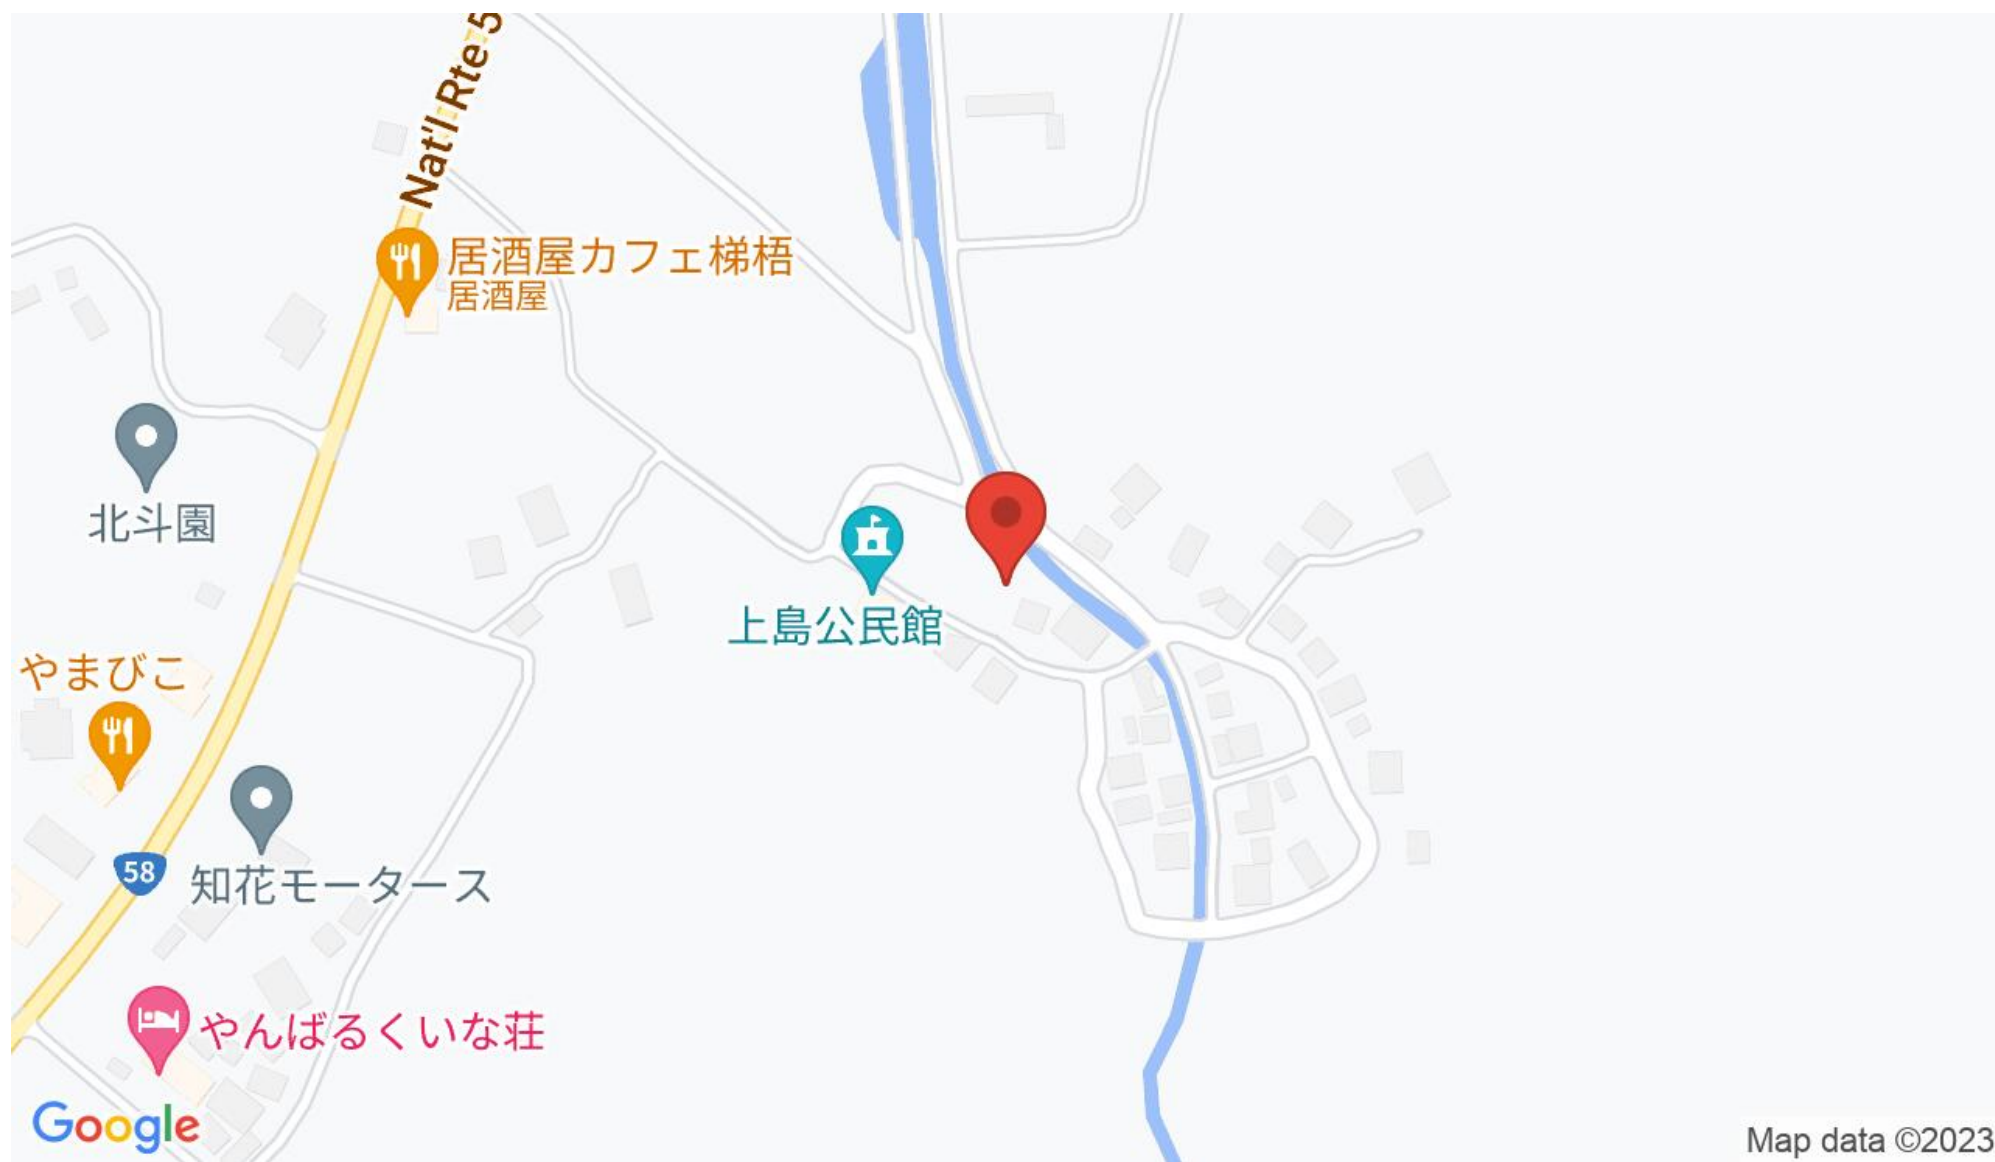 Nat'l Rte 5
居酒屋カフェ梯梧
居酒屋
北斗園
上島公民館
やまびこ
58
知花モータース
やんばるくいな荘
Google
Map data ©2023